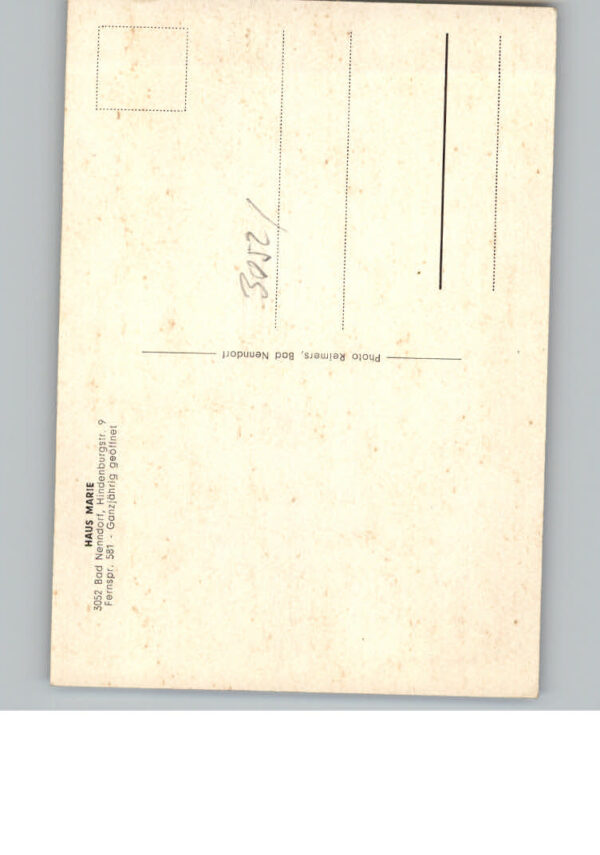 HAUS MARIE
3052 Bad Nenndorf, Hindenburgstr. 9
Fernspr. 581 - Ganzjährig geöffnet
Photo Reimers, Bad Nenndorf
3052/